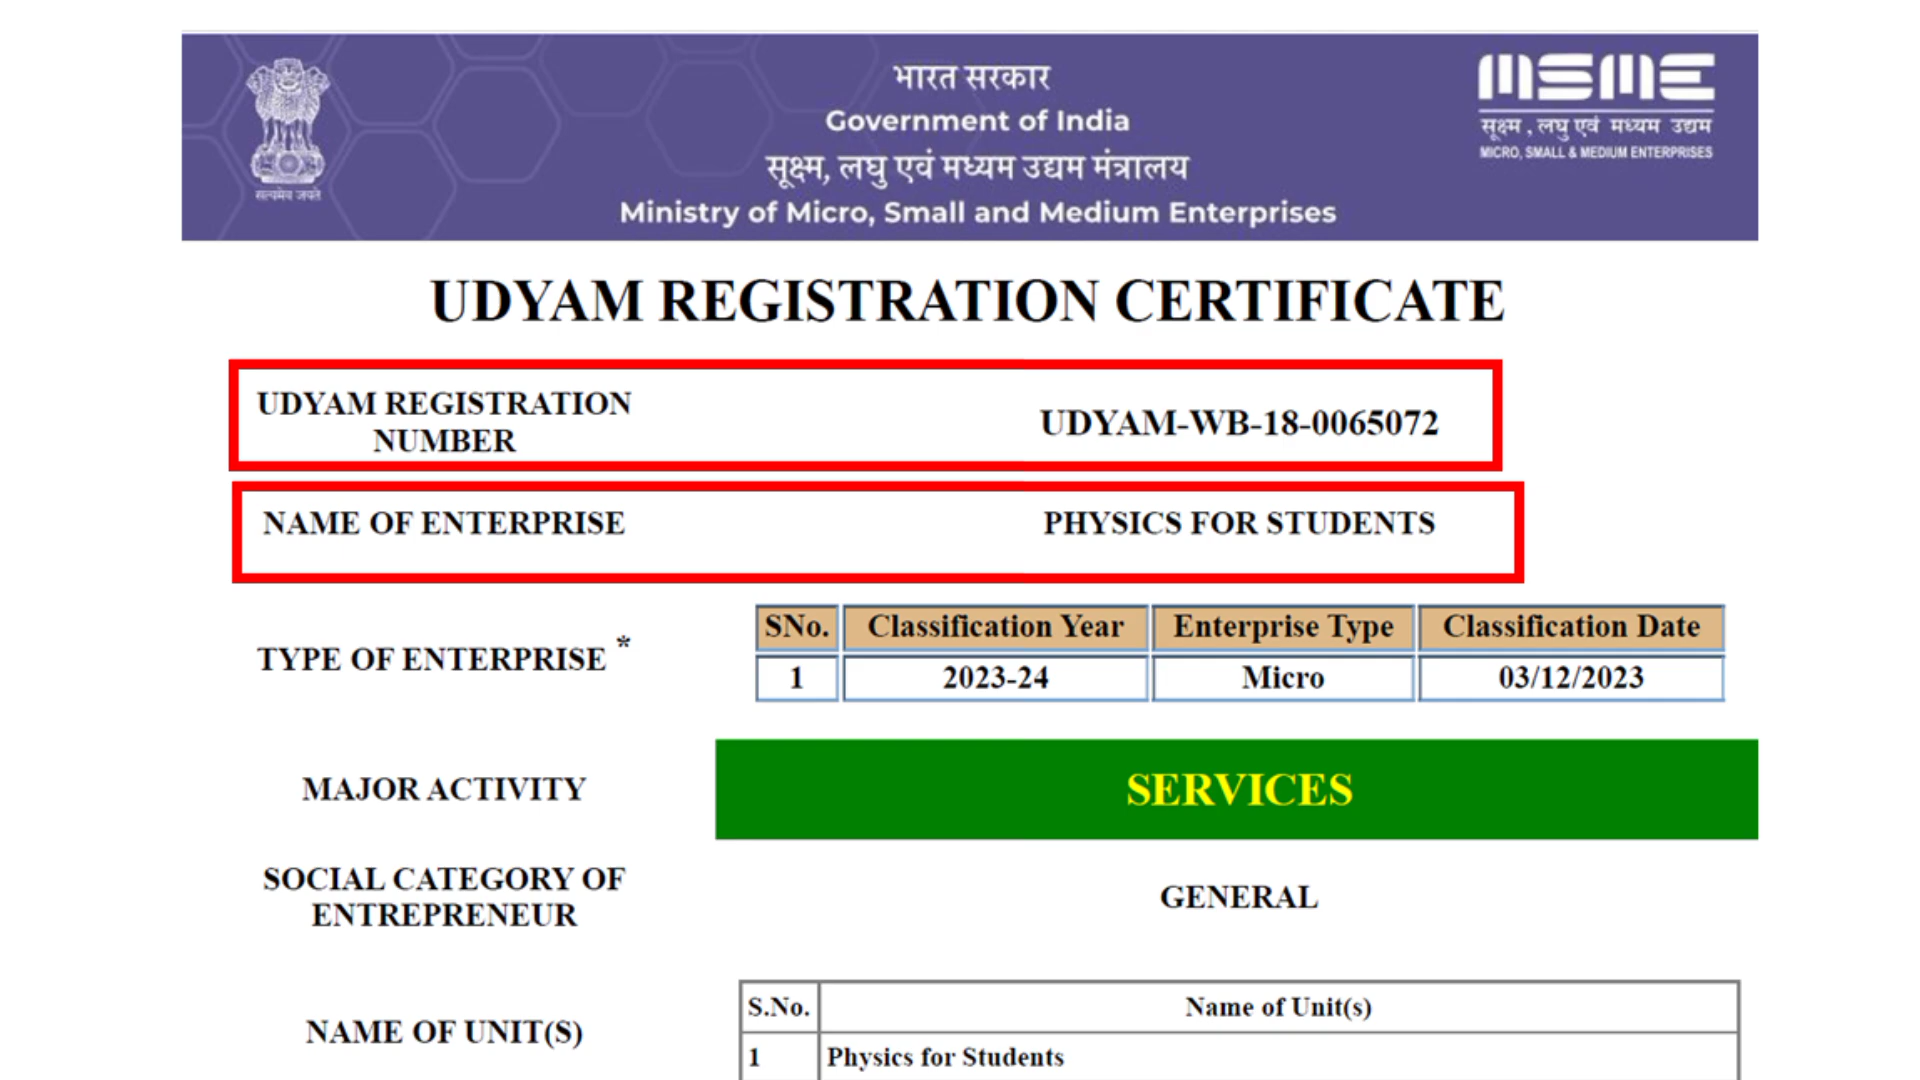 भारत सरकार
Government of India
सूक्ष्म, लघु एवं मध्यम उद्यम मंत्रालय
Ministry of Micro, Small and Medium Enterprises
सत्यमेव जयते
MSME
सूक्ष्म , लघु एवं मध्यम उद्यम
MICRO, SMALL & MEDIUM ENTERPRISES
UDYAM REGISTRATION CERTIFICATE
UDYAM REGISTRATION
NUMBER
UDYAM-WB-18-0065072
NAME OF ENTERPRISE
PHYSICS FOR STUDENTS
TYPE OF ENTERPRISE *
SNo. Classification Year Enterprise Type Classification Date
1 2023-24 Micro 03/12/2023
MAJOR ACTIVITY
SERVICES
SOCIAL CATEGORY OF
ENTREPRENEUR
GENERAL
NAME OF UNIT(S)
S.No. Name of Unit(s)
1 Physics for Students